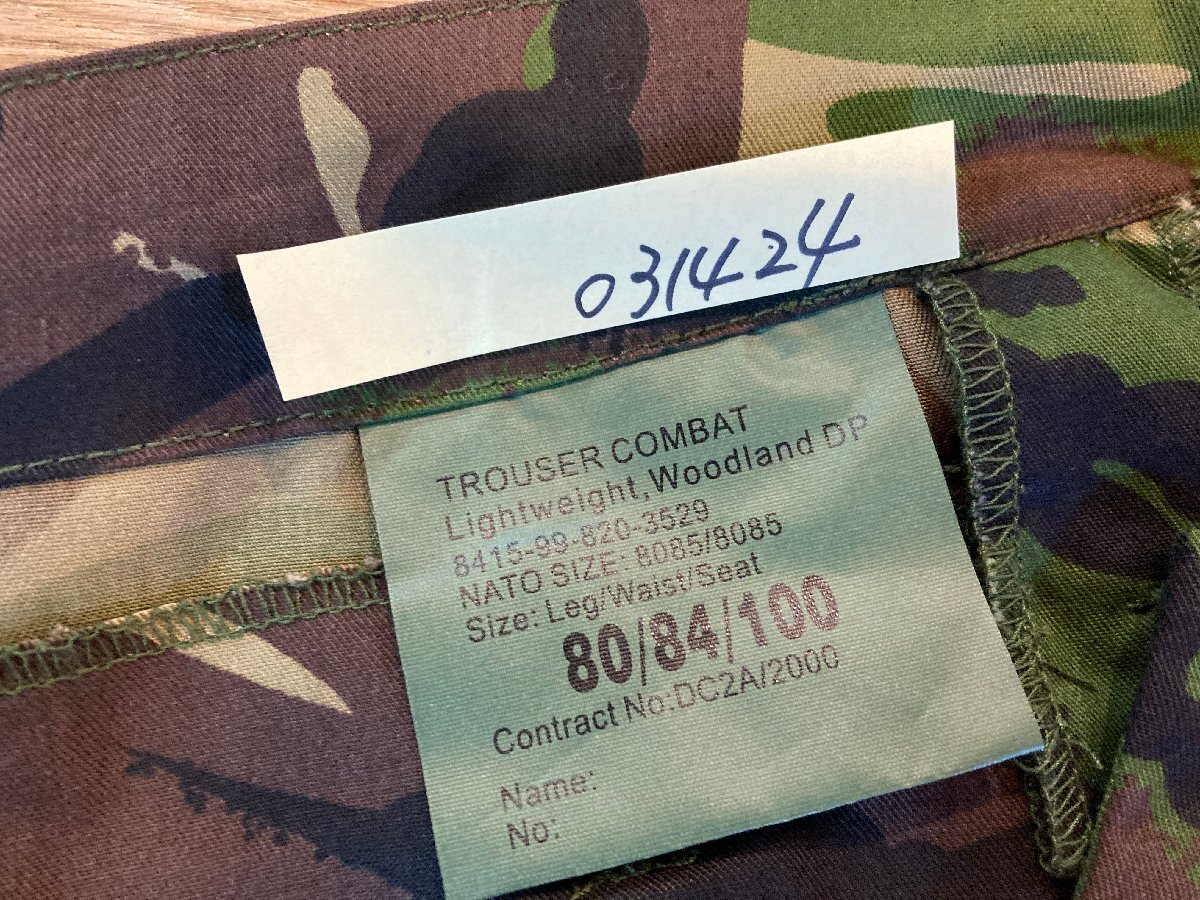 031424
TROUSER COMBAT
Lightweight,Woodland DP
8415-99-820-3529
NATO SIZE: 8085/8085
Size: Leg/Waist/Seat
80/84/100
Contract No:DC2A/2000
Name:
No: